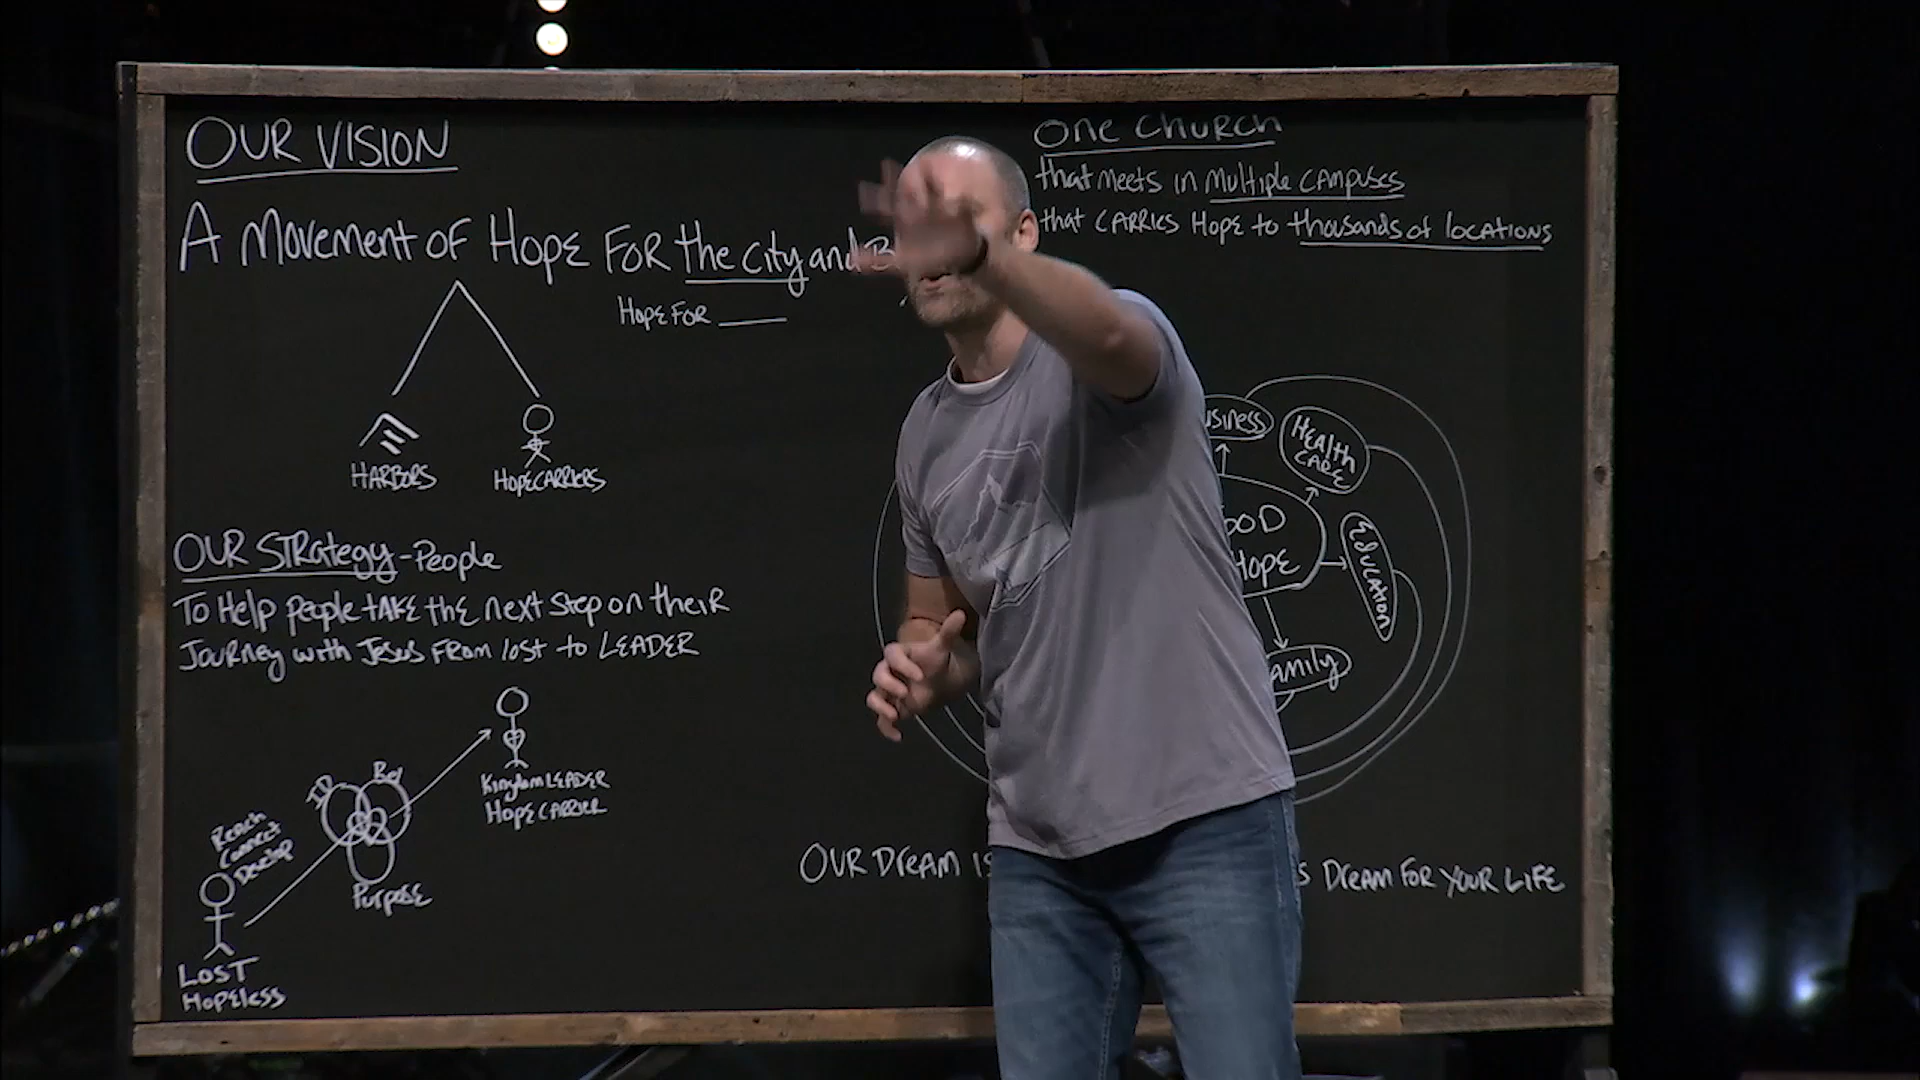 OUR VISION
A Movement of Hope For the city and
Hope For ____
HARBORS
HOPECARRIERS
OUR STRATEGY - People
To Help people take the next step on their
Journey with Jesus From lost to LEADER
Reach
Connect
Develop
LOST
Hopeless
Purpose
Kingdom LEADER
Hope CARRIER
One CHURCH
that meets in Multiple campuses
that CARRIES Hope to thousands of locations
HEALTH
CARE
Education
OUR DREAM IS
DREAM FOR YOUR LIFE